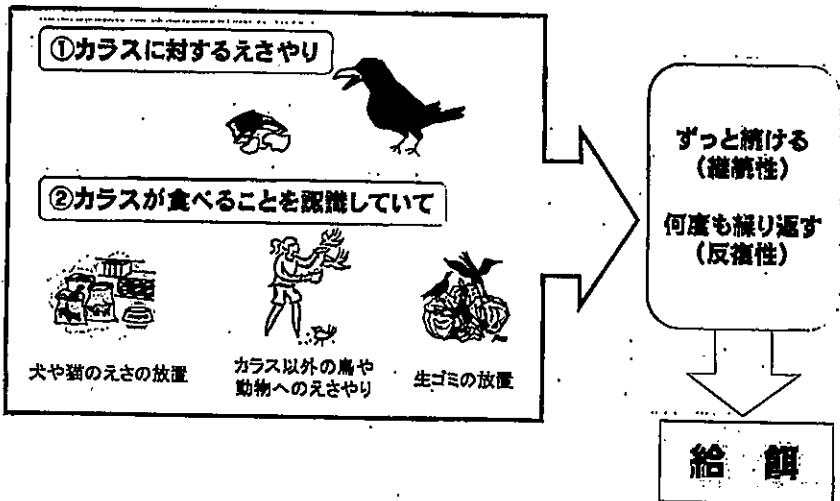 ①カラスに対するえさやり
②カラスが食べることを認識していて
犬や猫のえさの放置
カラス以外の鳥や
動物へのえさやり
生ゴミの放置
ずっと続ける
(継続性)
何度も繰り返す
(反復性)
給餌